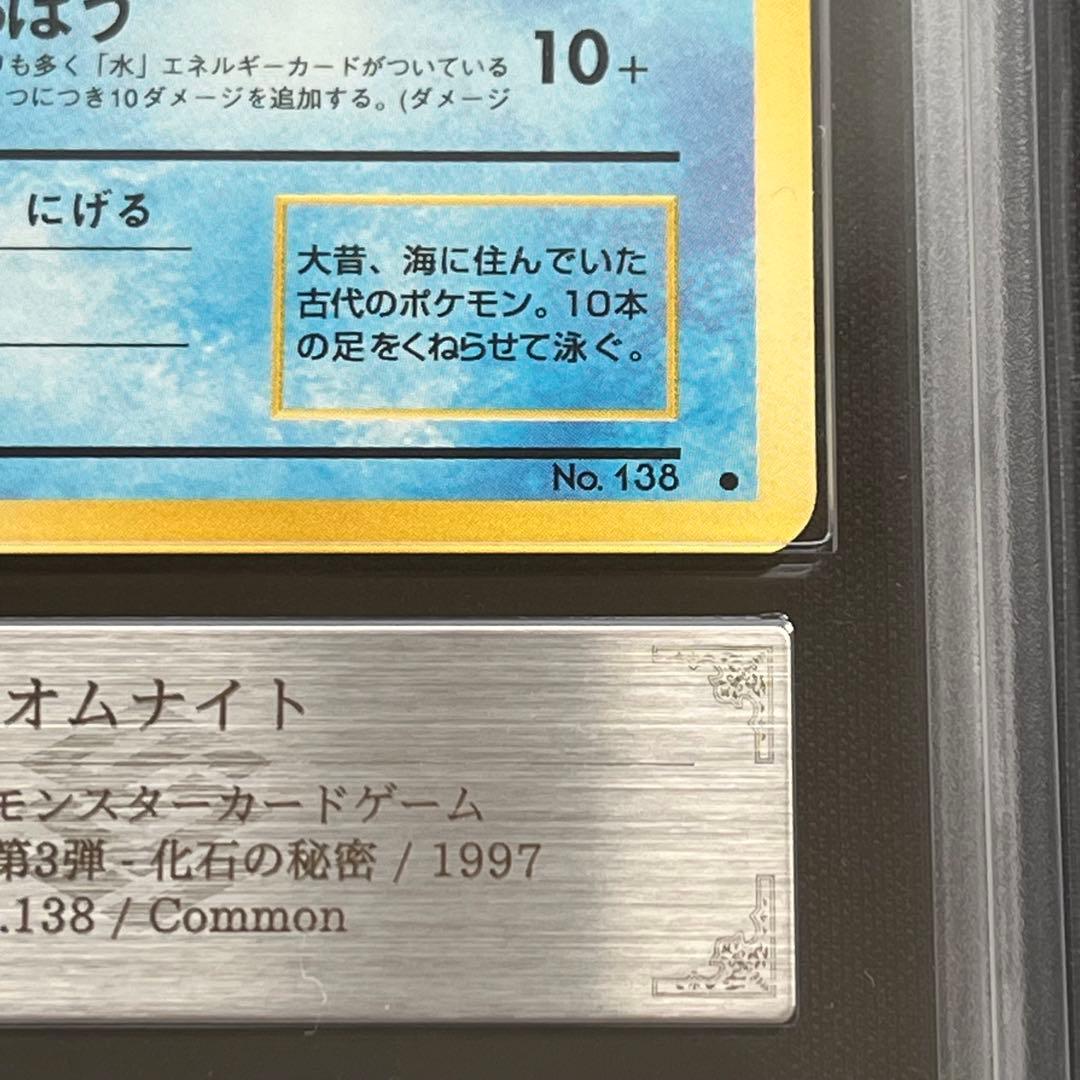 ぽう
も多く「水」エネルギーカードがついている
10+
つにつき10ダメージを追加する。(ダメージ
にげる
大昔、海に住んでいた
古代のポケモン。10本
の足をくねらせて泳ぐ。
No. 138 ●
オムナイト
モンスターカードゲーム
第3弾 - 化石の秘密 / 1997
.138 / Common